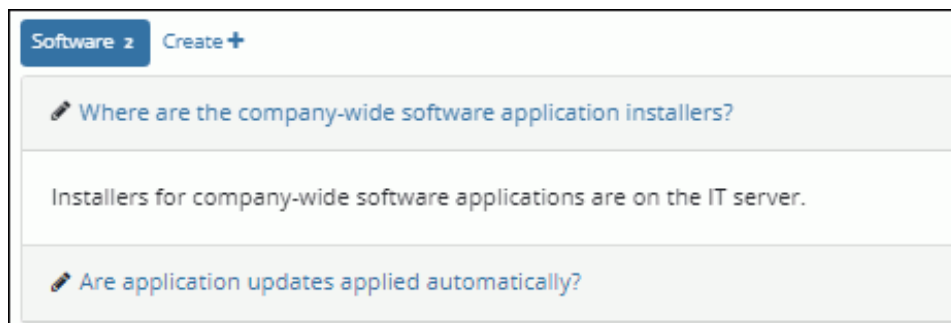 Software 2 Create +
Where are the company-wide software application installers?
Installers for company-wide software applications are on the IT server.
Are application updates applied automatically?